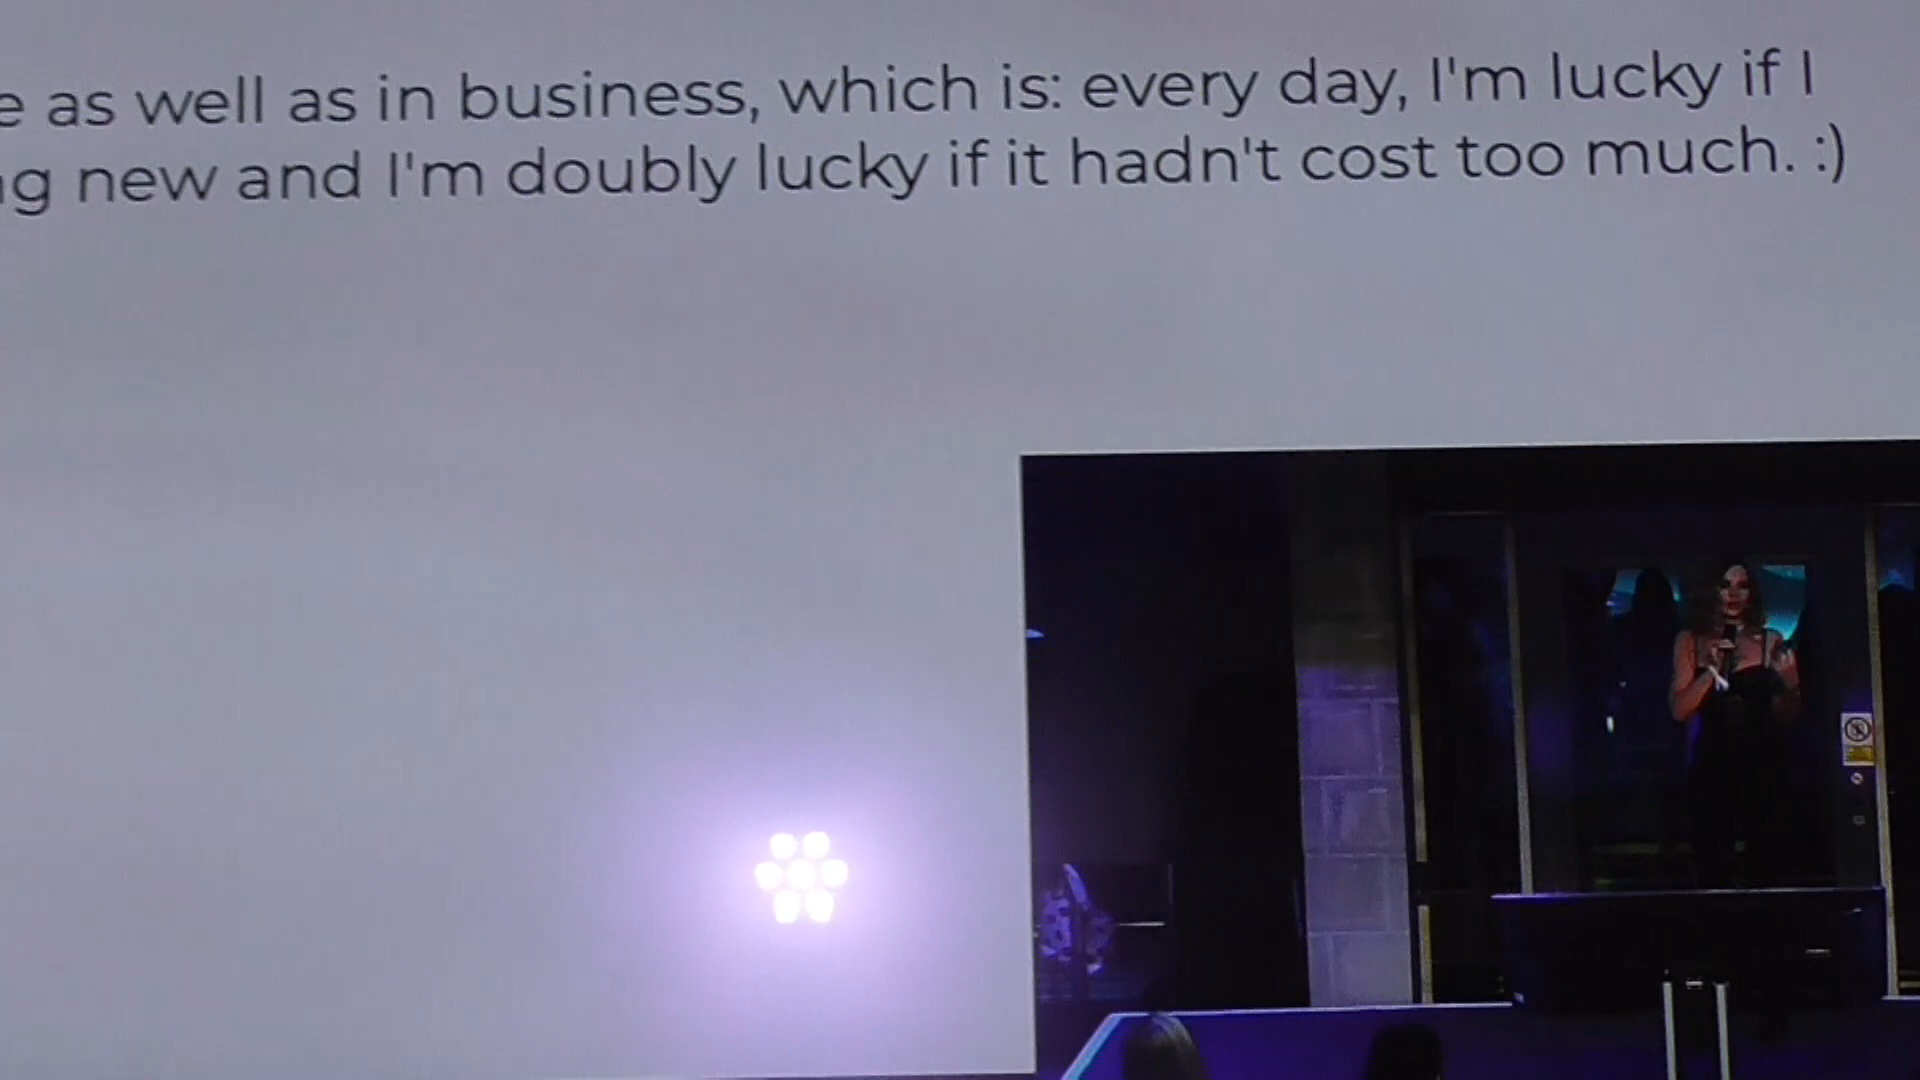 as well as in business, which is: every day, I'm lucky if I
new and I'm doubly lucky if it hadn't cost too much. :)